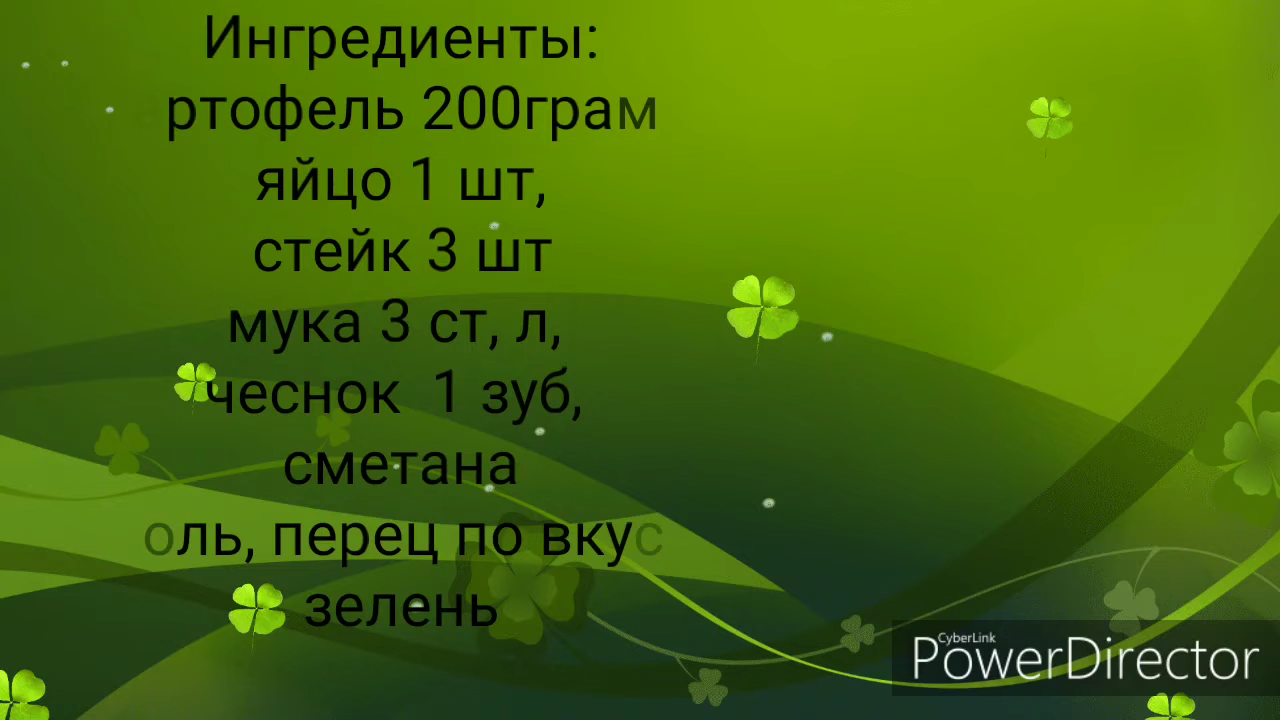 Ингредиенты:
ртофель 200грам
яйцо 1 шт,
стейк 3 шт
мука 3 ст, л,
чеснок 1 зуб,
сметана
оль, перец по вкус
зелень
CyberLink
PowerDirector